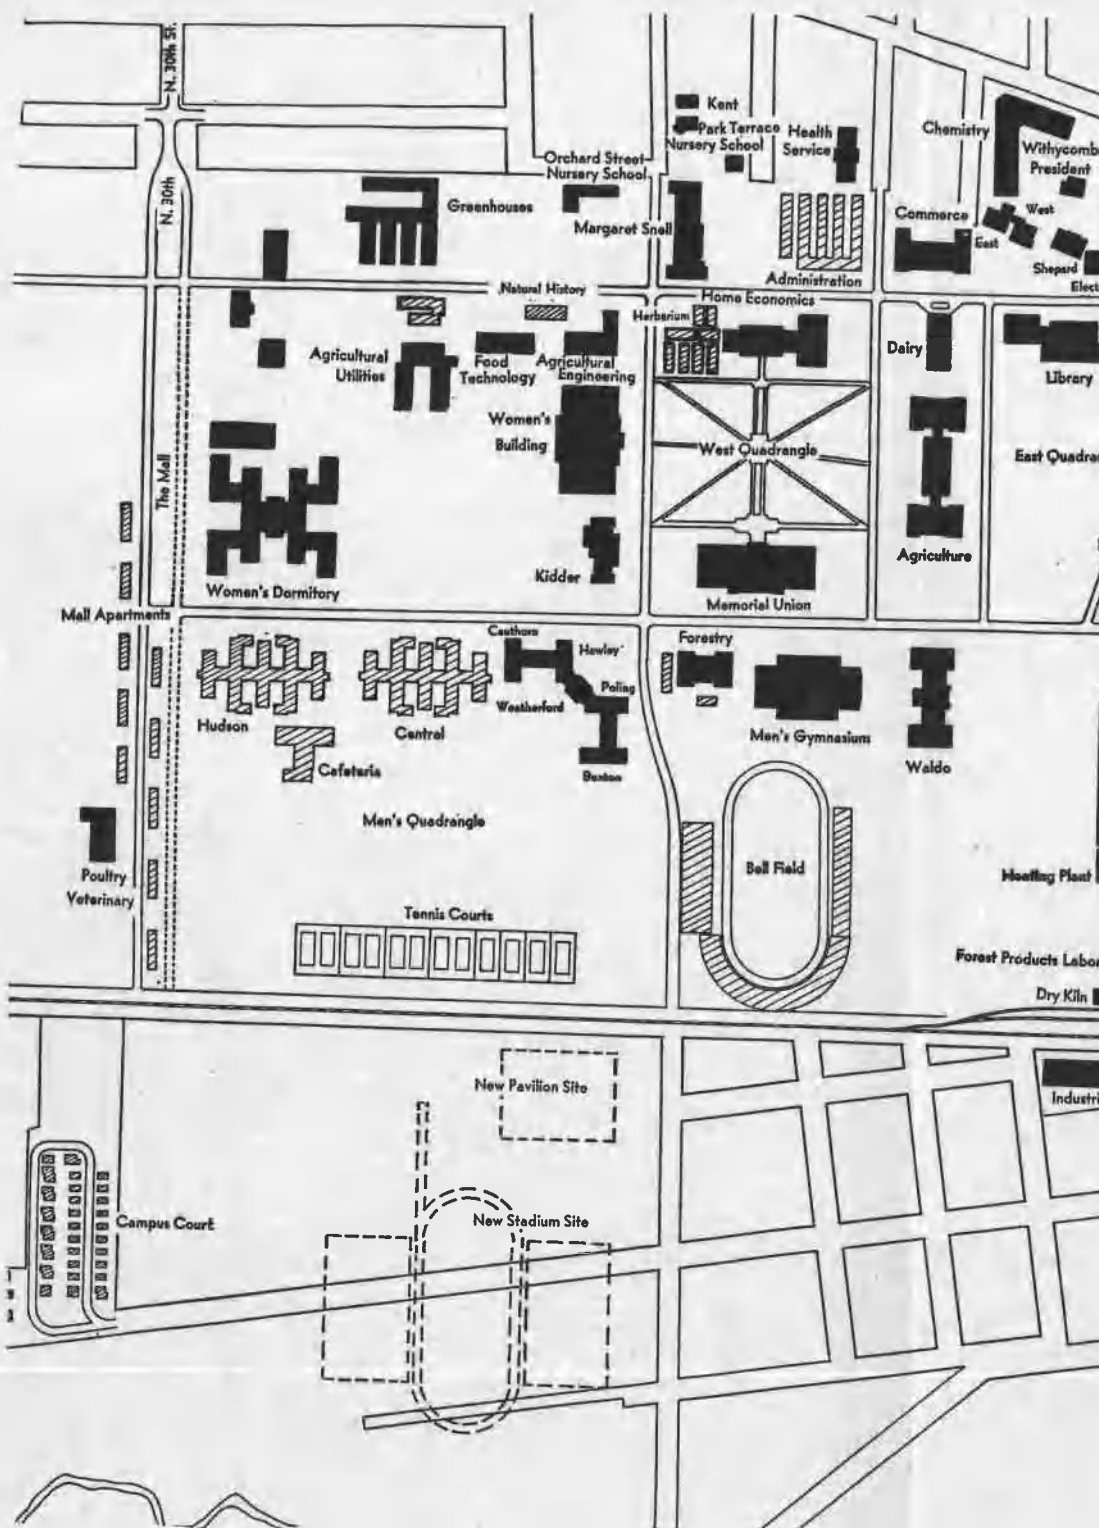 N. 30th St.
Kent
Park Terrace
Nursery School
Health
Service
Chemistry
Withycomb
President
Orchard Street
Nursery School
N. 30th
Greenhouses
Margaret Snell
Commerce
West
East
Shepard
Elect
Administration
Natural History
Home Economics
Herbarium
Agricultural
Utilities
Food
Technology
Agricultural
Engineering
Dairy
Library
Women's
Building
West Quadrangle
East Quadra
The Mall
Agriculture
Kidder
Women's Dormitory
Memorial Union
Mall Apartments
Cauthorn
Hawley
Forestry
Poling
Weatherford
Hudson
Central
Men's Gymnasium
Waldo
Cafeteria
Buxton
Men's Quadrangle
Bell Field
Poultry
Veterinary
Heating Plant
Tennis Courts
Forest Products Labor
Dry Kiln
New Pavilion Site
Industri
Campus Court
New Stadium Site